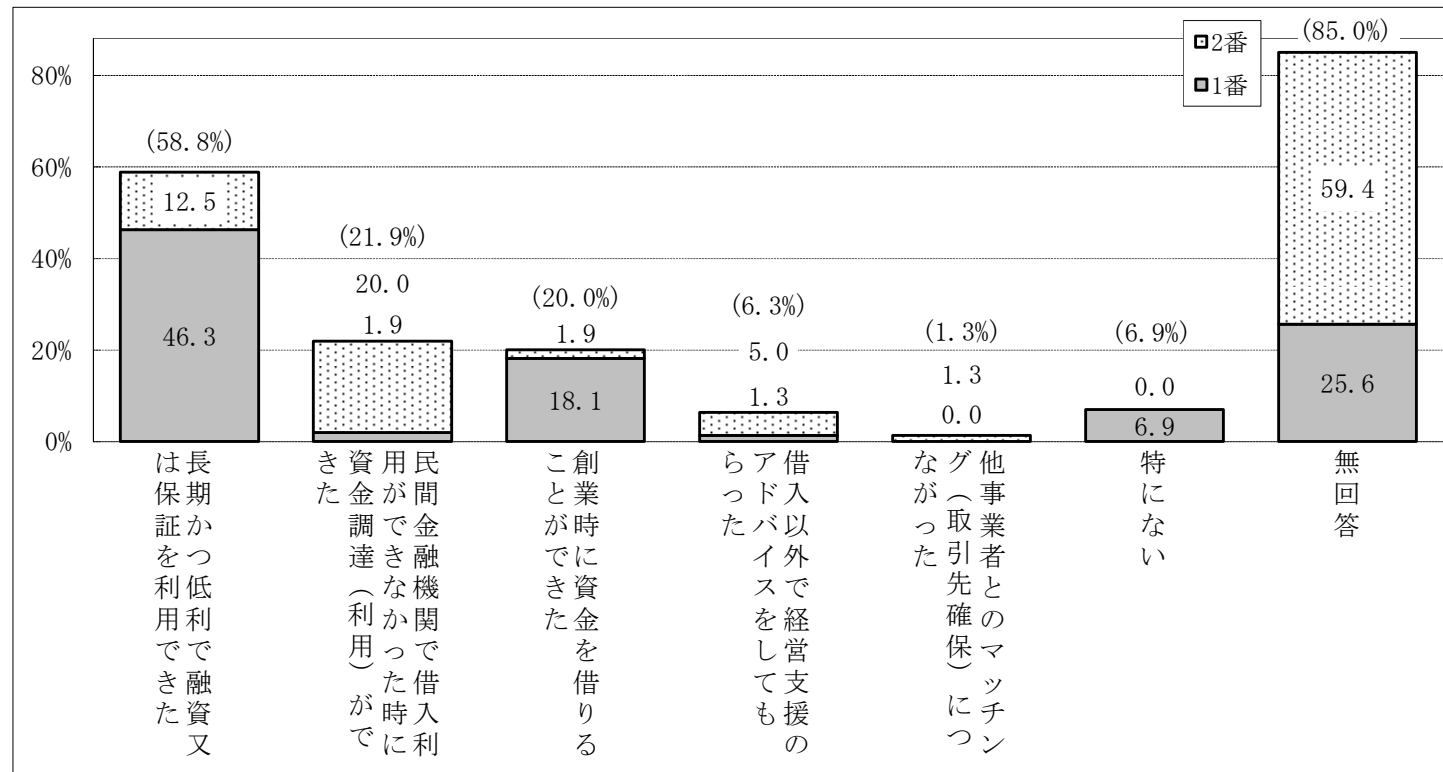 2番
1番
80%
60%
40%
20%
0%
(58.8%)
12.5
46.3
(21.9%)
20.0
1.9
(20.0%)
1.9
18.1
(6.3%)
5.0
1.3
(1.3%)
1.3
0.0
(6.9%)
0.0
6.9
(85.0%)
59.4
25.6
長期かつ低利で融資又
は保証を利用できた
民間金融機関で借入利
用ができなかった時に
資金調達（利用）がで
きた
創業時に資金を借りる
ことができた
借入以外で経営支援の
アドバイスをしても
らった
他事業者とのマッチン
グ（取引先確保）につ
ながった
特にない
無回答